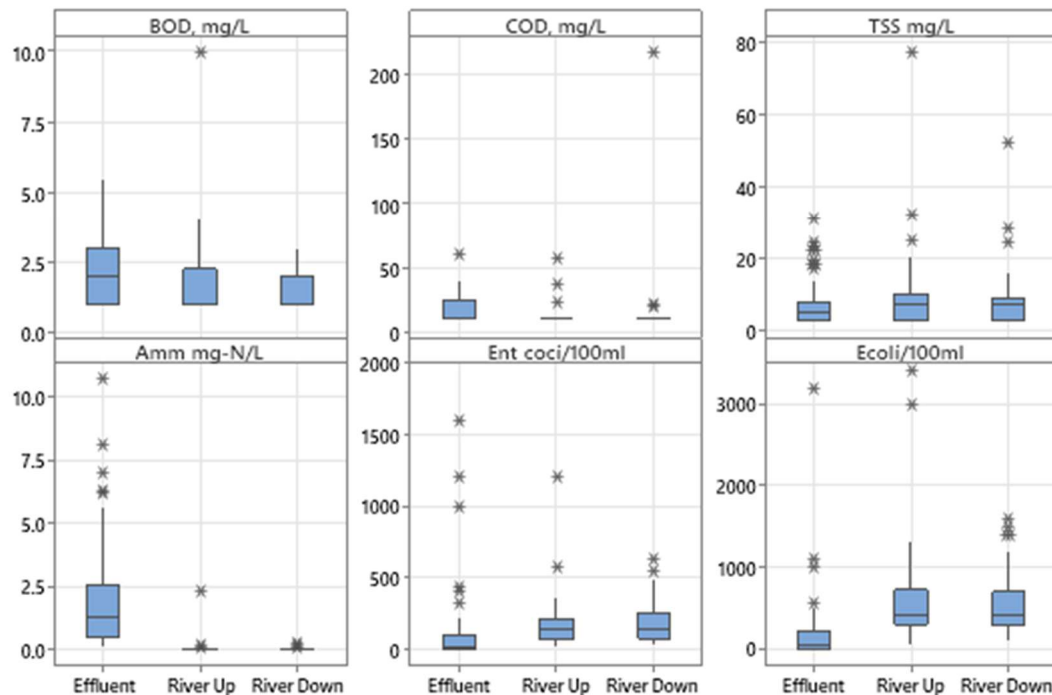 BOD, mg/L COD, mg/L TSS mg/L
10.0 200 80
7.5 150 60
5.0 100 40
2.5 50 20
0.0 0 0
Amm mg-N/L Ent coci/100ml Ecoli/100ml
10.0 2000 3000
7.5 1500 2000
5.0 1000 1000
2.5 500 0
0.0 0
Effluent River Up River Down Effluent River Up River Down Effluent River Up River Down